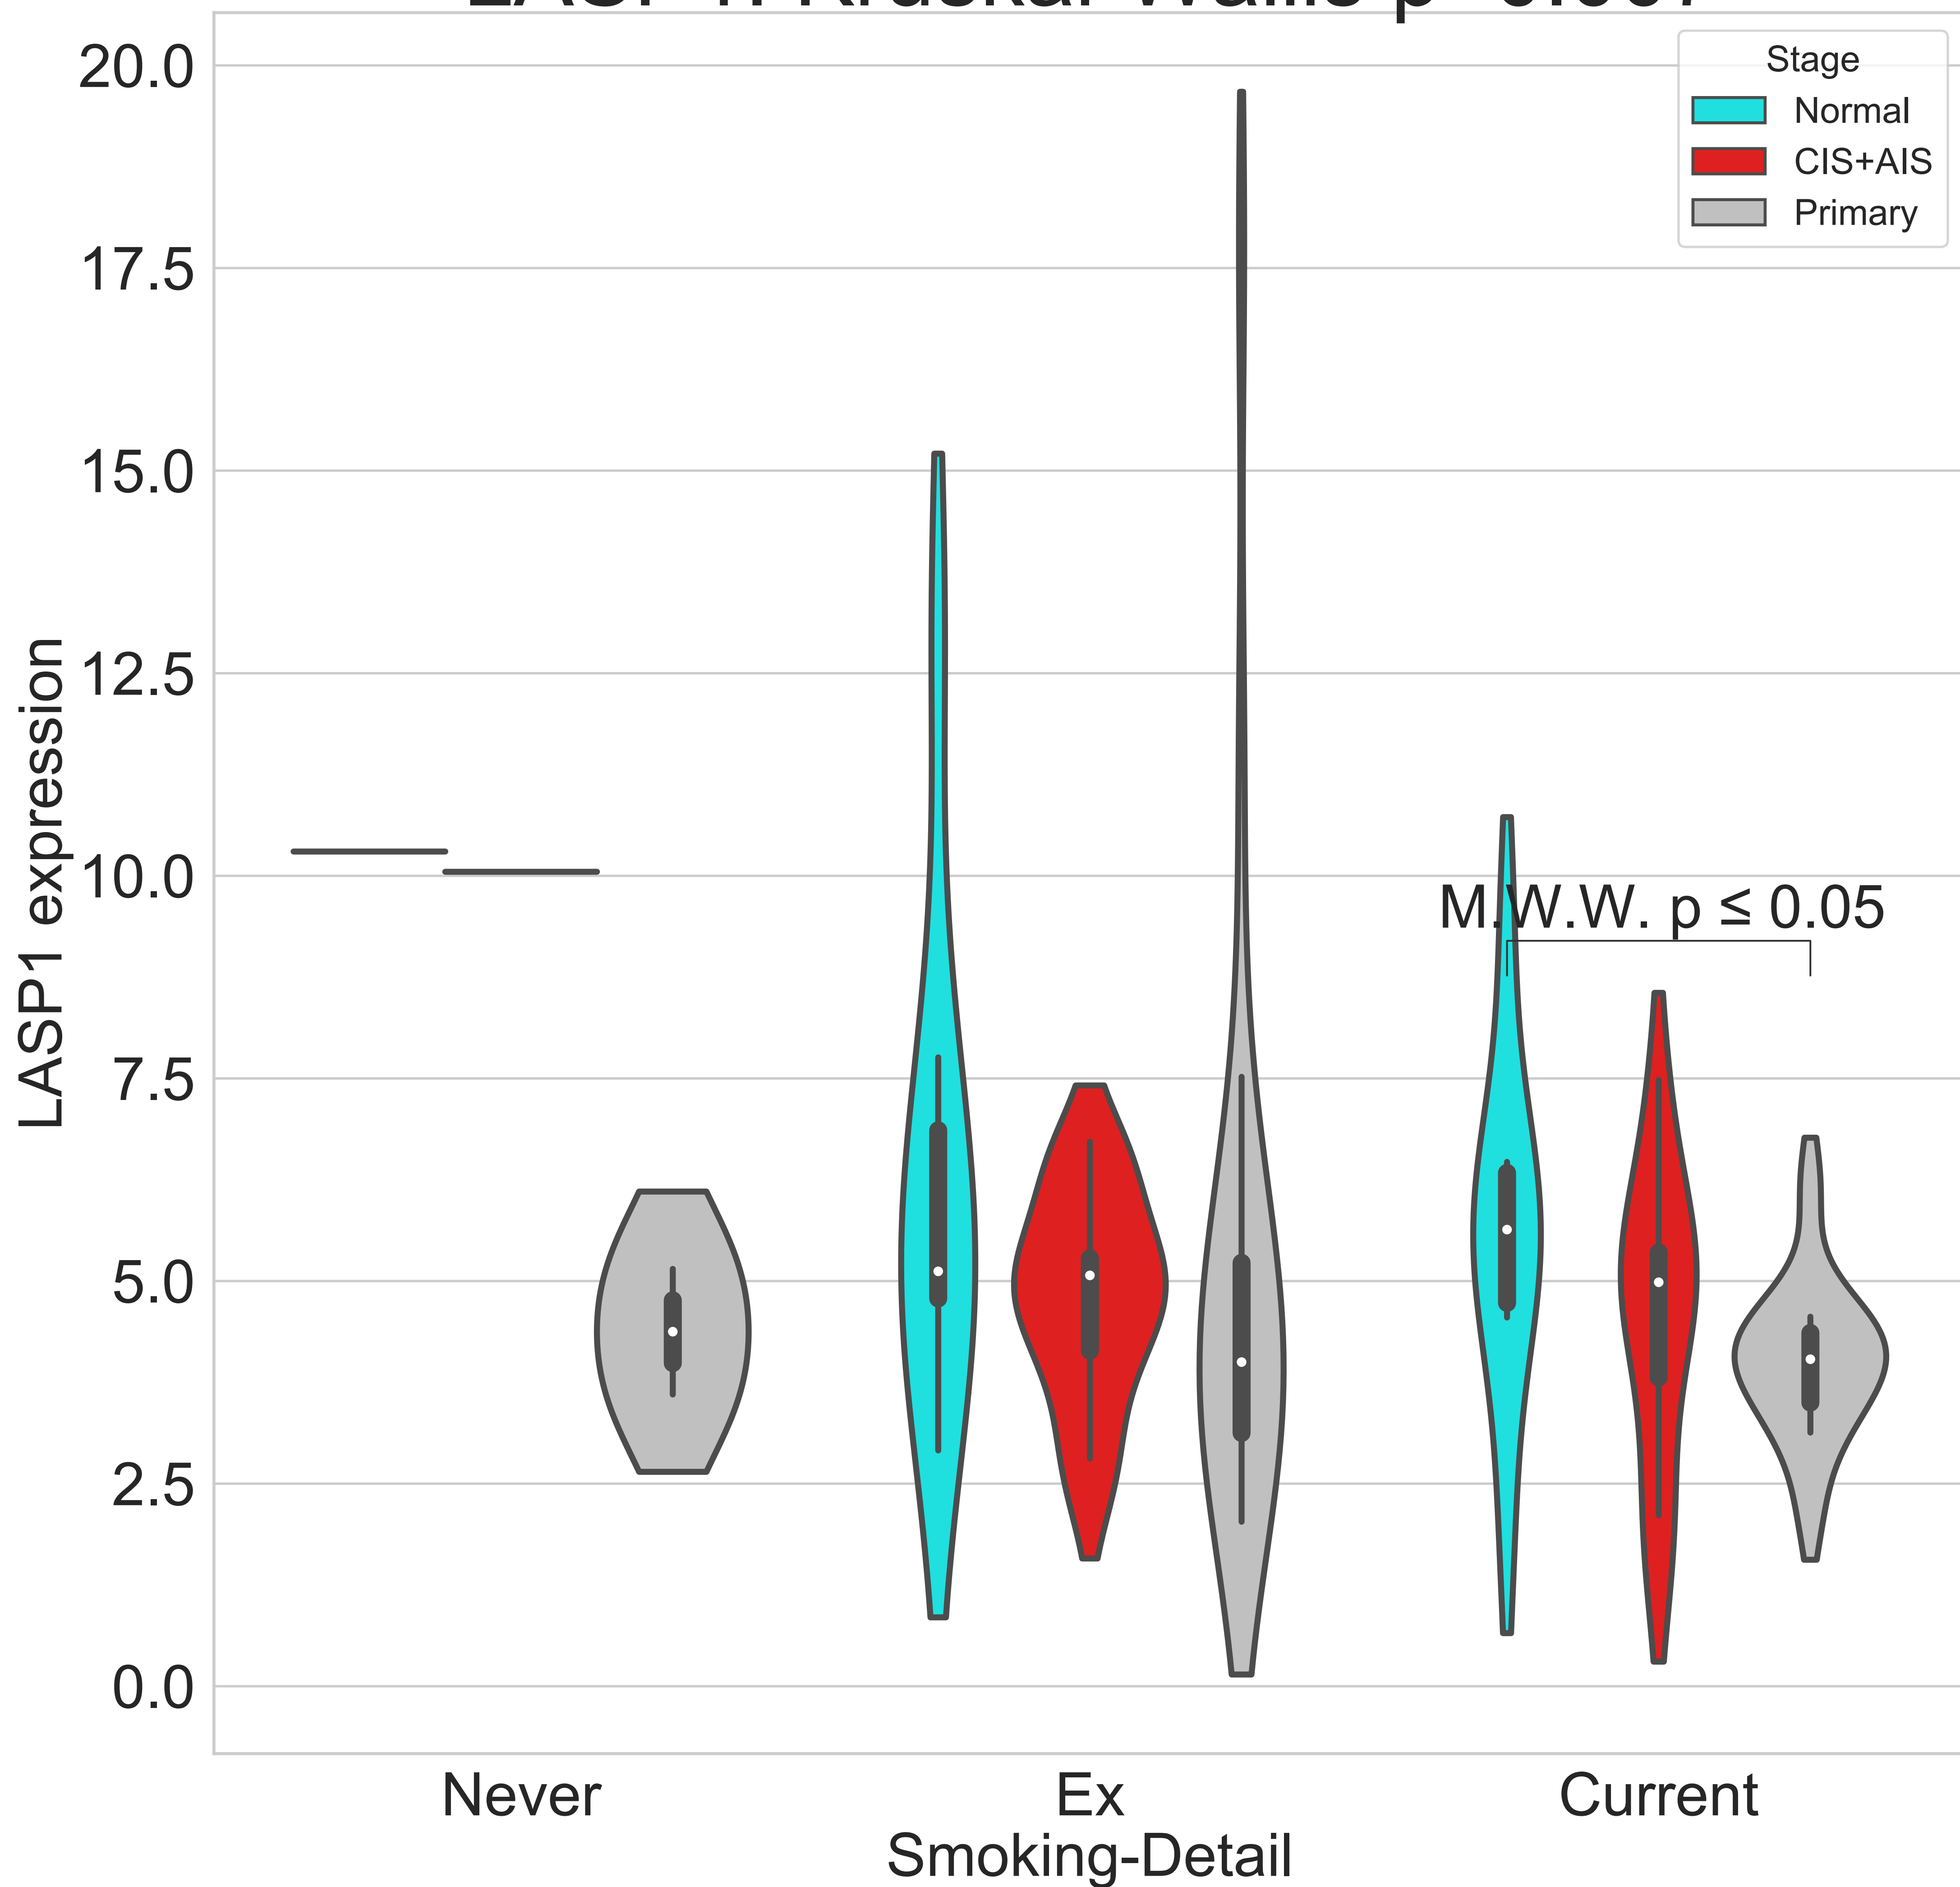 20.0
17.5
15.0
12.5
10.0
7.5
5.0
2.5
0.0
LASP1 expression
Stage
Normal
CIS+AIS
Primary
M.W.W. p ≤ 0.05
Never
Ex
Current
Smoking-Detail